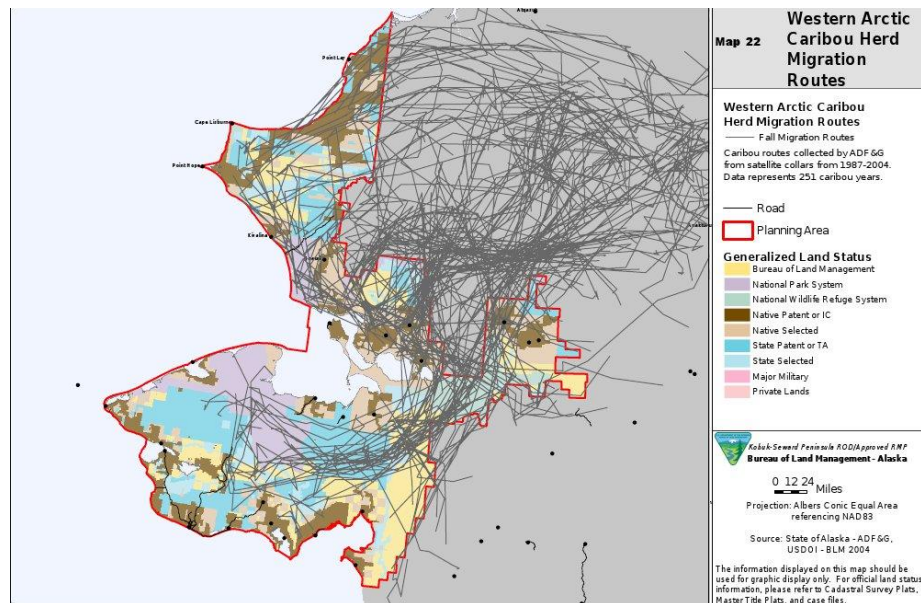 Map 22
Western Arctic
Caribou Herd
Migration
Routes
Western Arctic Caribou
Herd Migration Routes
Fall Migration Routes
Caribou routes collected by ADF&G
from satellite collars from 1987-2004.
Data represents 251 caribou years.
Road
Planning Area
Generalized Land Status
Bureau of Land Management
National Park System
National Wildlife Refuge System
Native Patent or IC
Native Selected
State Patent or TA
State Selected
Major Military
Private Lands
Kobuk-Seward Peninsula ROD/Approved RMP
Bureau of Land Management - Alaska
0 12 24
Miles
Projection: Albers Conic Equal Area
referencing NAD83
Source: State of Alaska - ADF&G,
USDOI - BLM 2004
The information displayed on this map should be
used for graphic display only. For official land status
information, please refer to Cadastral Survey Plats,
Master Title Plats, and case files.
Point Lay
Cape Lisburne
Point Hope
Kivalina